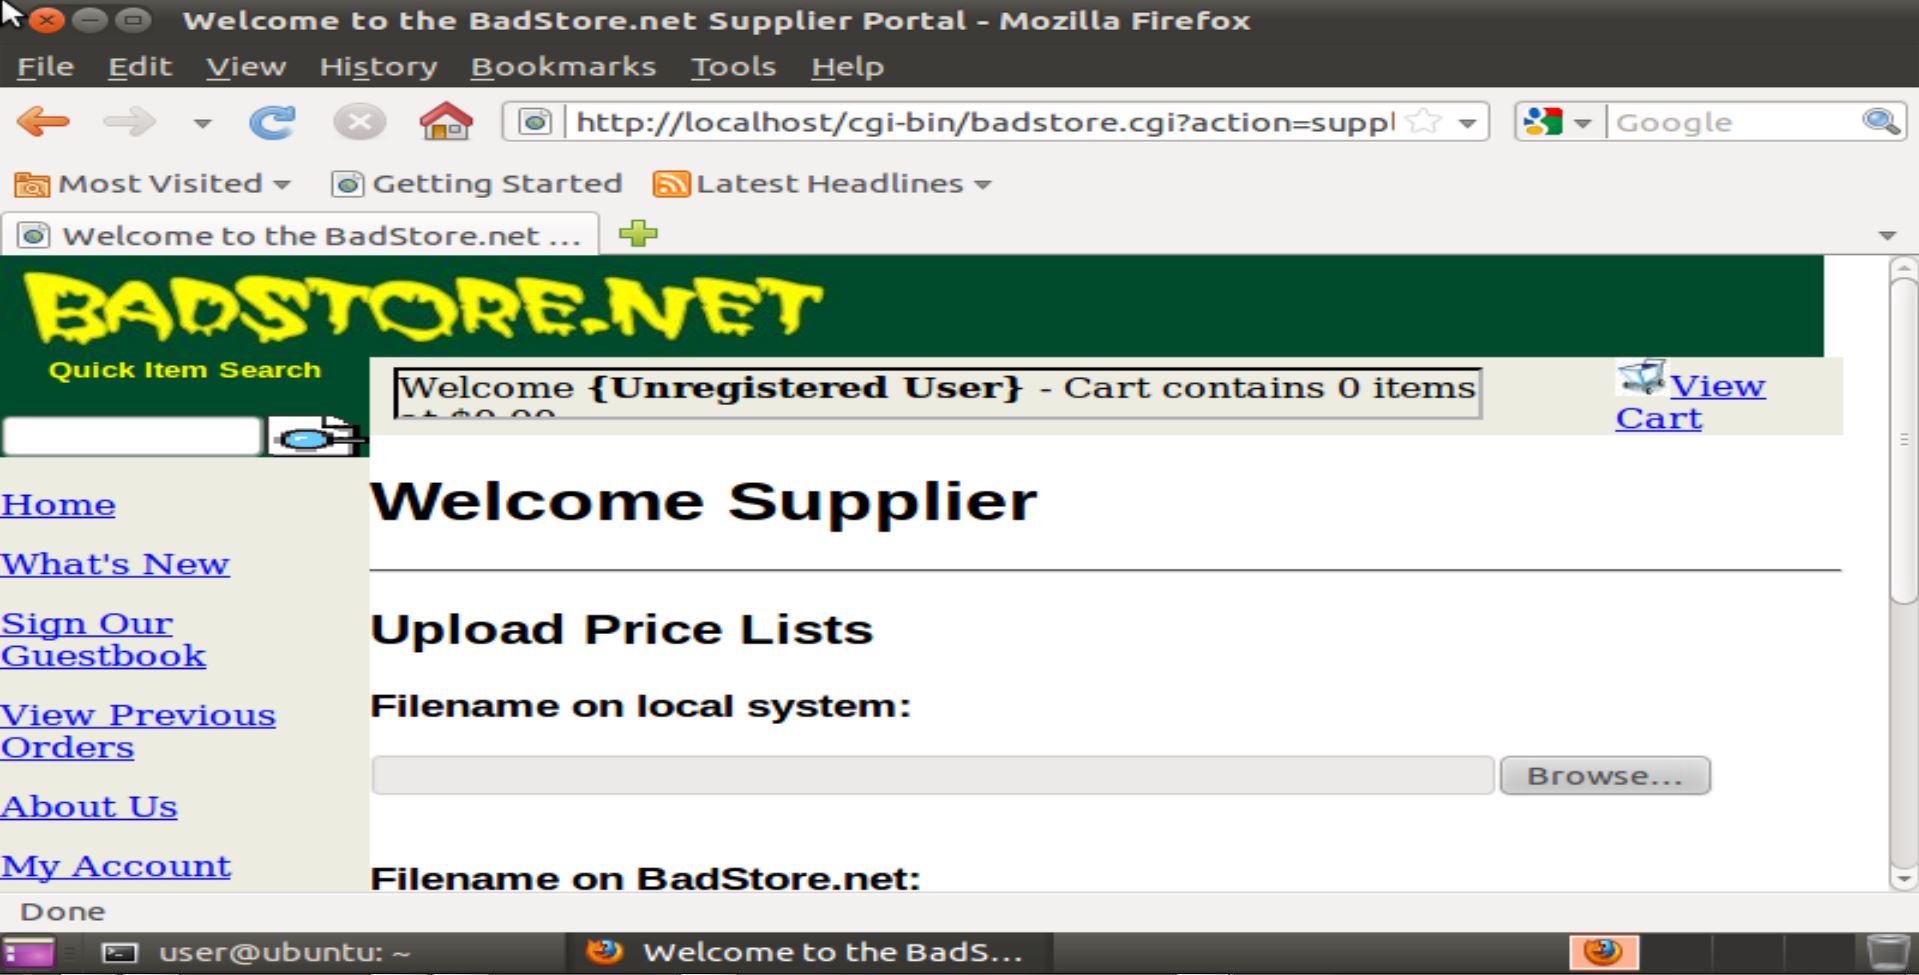 Welcome to the BadStore.net Supplier Portal - Mozilla Firefox
File Edit View History Bookmarks Tools Help
http://localhost/cgi-bin/badstore.cgi?action=suppl
Google
Most Visited
Getting Started
Latest Headlines
Welcome to the BadStore.net ...
BADSTORE.NET
Quick Item Search
Welcome {Unregistered User} - Cart contains 0 items
at $0.00
View
Cart
Home
What's New
Sign Our
Guestbook
View Previous
Orders
About Us
My Account
Welcome Supplier
Upload Price Lists
Filename on local system:
Browse...
Filename on BadStore.net:
Done
user@ubuntu: ~
Welcome to the BadS...